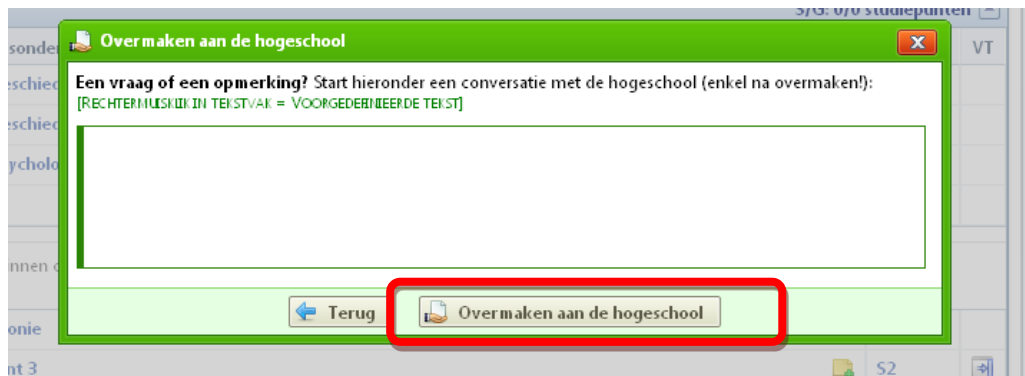 S/G: 0/0 studiepunten
Overmaken aan de hogeschool
VT
Een vraag of een opmerking? Start hieronder een conversatie met de hogeschool (enkel na overmaken!):
[RECHTERMUISKLIK IN TEKSTVAK = VOORGEDEFINIEERDE TEKST]
Terug
Overmaken aan de hogeschool
S2